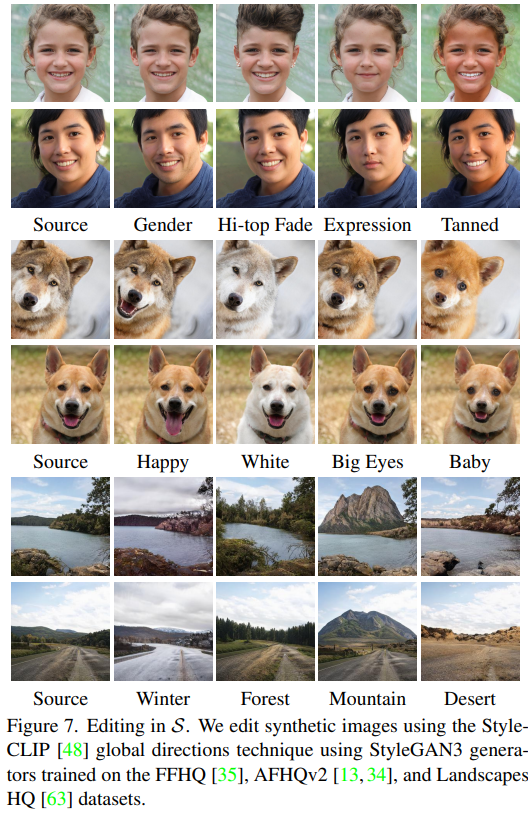 Source Gender Hi-top Fade Expression Tanned
Source Happy White Big Eyes Baby
Source Winter Forest Mountain Desert
Figure 7. Editing in S. We edit synthetic images using the Style-
CLIP [48] global directions technique using StyleGAN3 genera-
tors trained on the FFHQ [35], AFHQv2 [13, 34], and Landscapes
HQ [63] datasets.